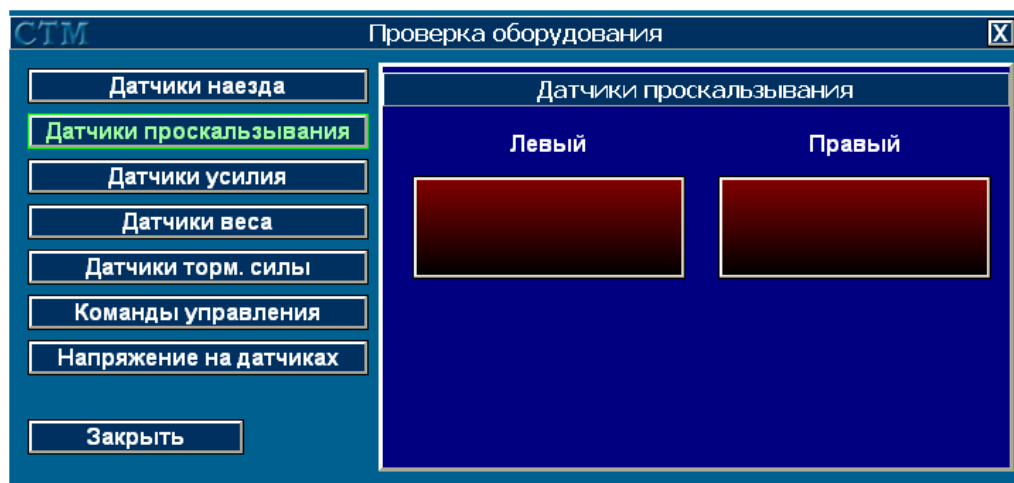 СТМ
Проверка оборудования
X
Датчики наезда
Датчики проскальзывания
Датчики усилия
Датчики веса
Датчики торм. силы
Команды управления
Напряжение на датчиках
Закрыть
Датчики проскальзывания
Левый
Правый